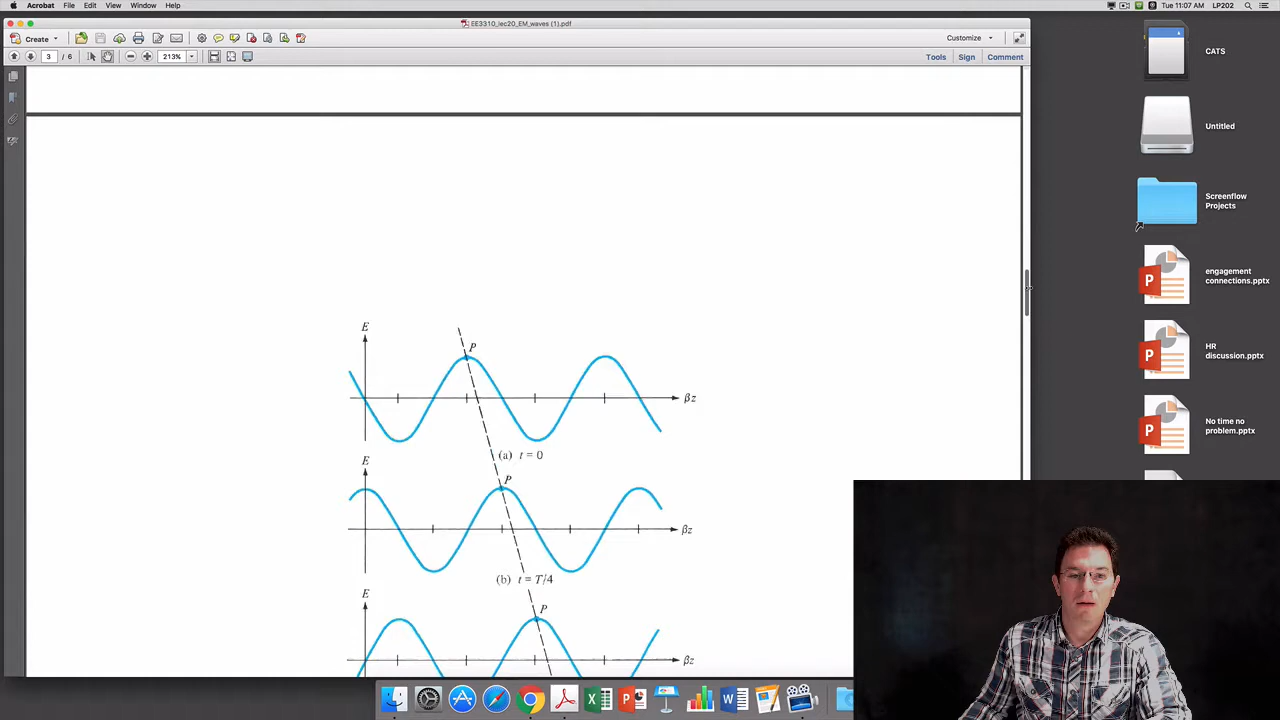 Acrobat File Edit View Window Help
Tue 11:07 AM LP202
EE3310_lec20_EM_waves (1).pdf
Create
Customize
3 / 6
213%
Tools Sign Comment
CATS
Untitled
Screenflow
Projects
engagement
connections.pptx
HR
discussion.pptx
No time no
problem.pptx
E
P
βz
(a) t = 0
E
P
βz
(b) t = T/4
E
P
βz